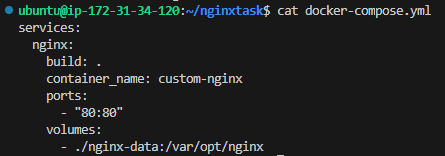 ubuntu@ip-172-31-34-120:~/nginxtask$ cat docker-compose.yml
services:
  nginx:
    build: .
    container_name: custom-nginx
    ports:
      - "80:80"
    volumes:
      - ./nginx-data:/var/opt/nginx